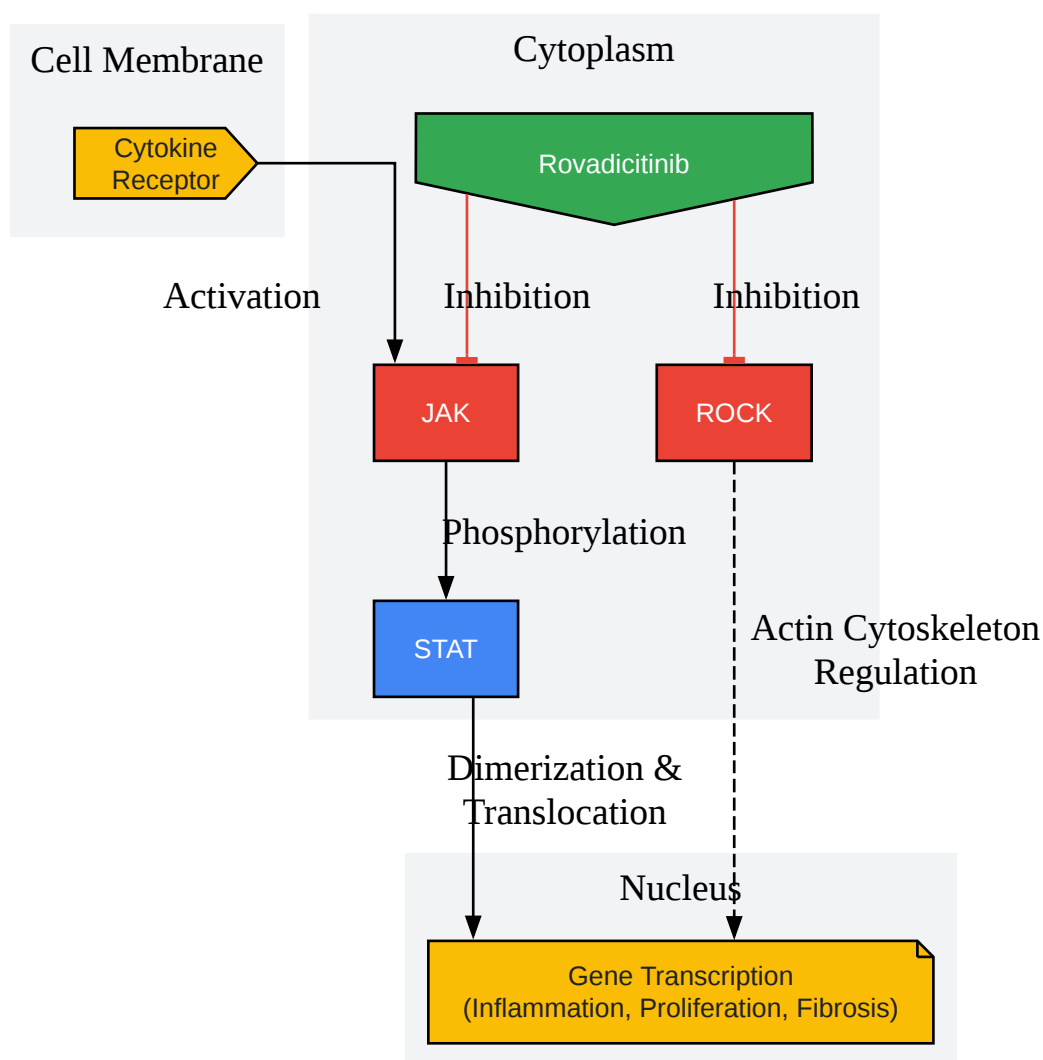 Cell Membrane
Cytoplasm
Cytokine
Receptor
Rovadicitinib
Activation
Inhibition
Inhibition
JAK
ROCK
Phosphorylation
STAT
Actin Cytoskeleton
Regulation
Dimerization &
Translocation
Nucleus
Gene Transcription
(Inflammation, Proliferation, Fibrosis)